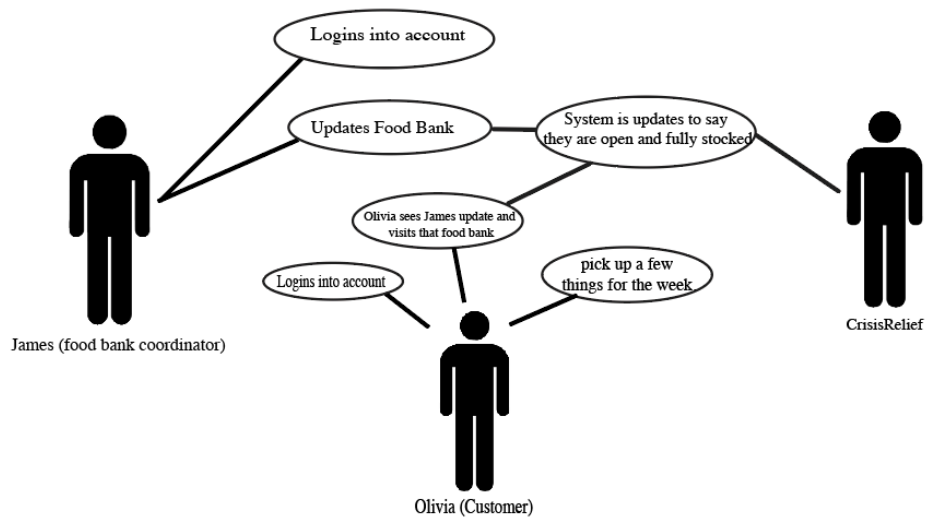 Logins into account
Updates Food Bank
System is updates to say
they are open and fully stocked
Olivia sees James update and
visits that food bank
Logins into account
pick up a few
things for the week
CrisisRelief
James (food bank coordinator)
Olivia (Customer)